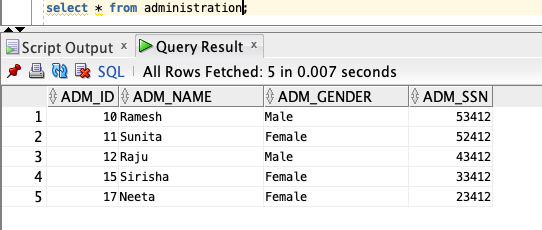 select * from administration;
Script Output x Query Result x
SQL | All Rows Fetched: 5 in 0.007 seconds
ADM_ID ADM_NAME ADM_GENDER ADM_SSN
1 10 Ramesh Male 53412
2 11 Sunita Female 52412
3 12 Raju Male 43412
4 15 Sirisha Female 33412
5 17 Neeta Female 23412